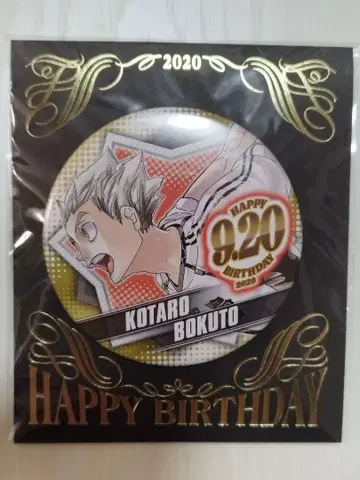 2020
HAPPY
9.20
BIRTHDAY
2020
KOTARO
BOKUTO
HAPPY BIRTHDAY